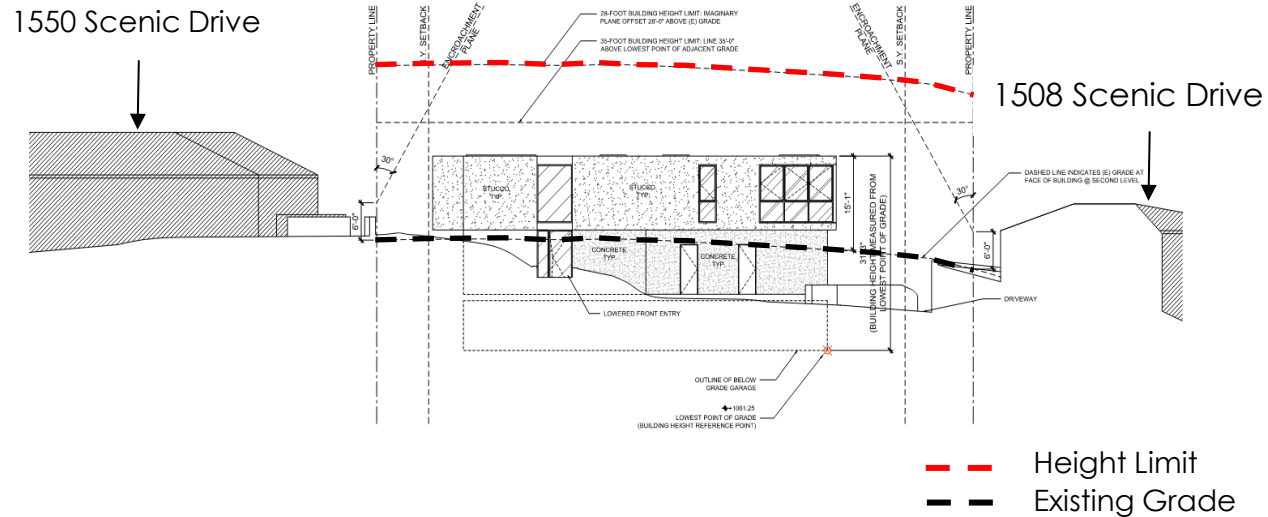 1550 Scenic Drive
PROPERTY LINE
S.Y. SETBACK
ENCROACHMENT
PLANE
28-FOOT BUILDING HEIGHT LIMIT: IMAGINARY
PLANE OFFSET 28'-0" ABOVE (E) GRADE
35-FOOT BUILDING HEIGHT LIMIT: LINE 35'-0"
ABOVE LOWEST POINT OF ADJACENT GRADE
ENCROACHMENT
PLANE
S.Y. SETBACK
PROPERTY LINE
1508 Scenic Drive
30°
6'-0"
STUCCO
TYP.
STUCCO
TYP.
15'-1"
(BUILDING HEIGHT MEASURED FROM
LOWEST POINT OF GRADE)
DASHED LINE INDICATES (E) GRADE AT
FACE OF BUILDING @ SECOND LEVEL
30°
6'-0"
CONCRETE
TYP.
CONCRETE
TYP.
LOWERED FRONT ENTRY
DRIVEWAY
OUTLINE OF BELOW
GRADE GARAGE
+1061.25
LOWEST POINT OF GRADE
(BUILDING HEIGHT REFERENCE POINT)
Height Limit
Existing Grade